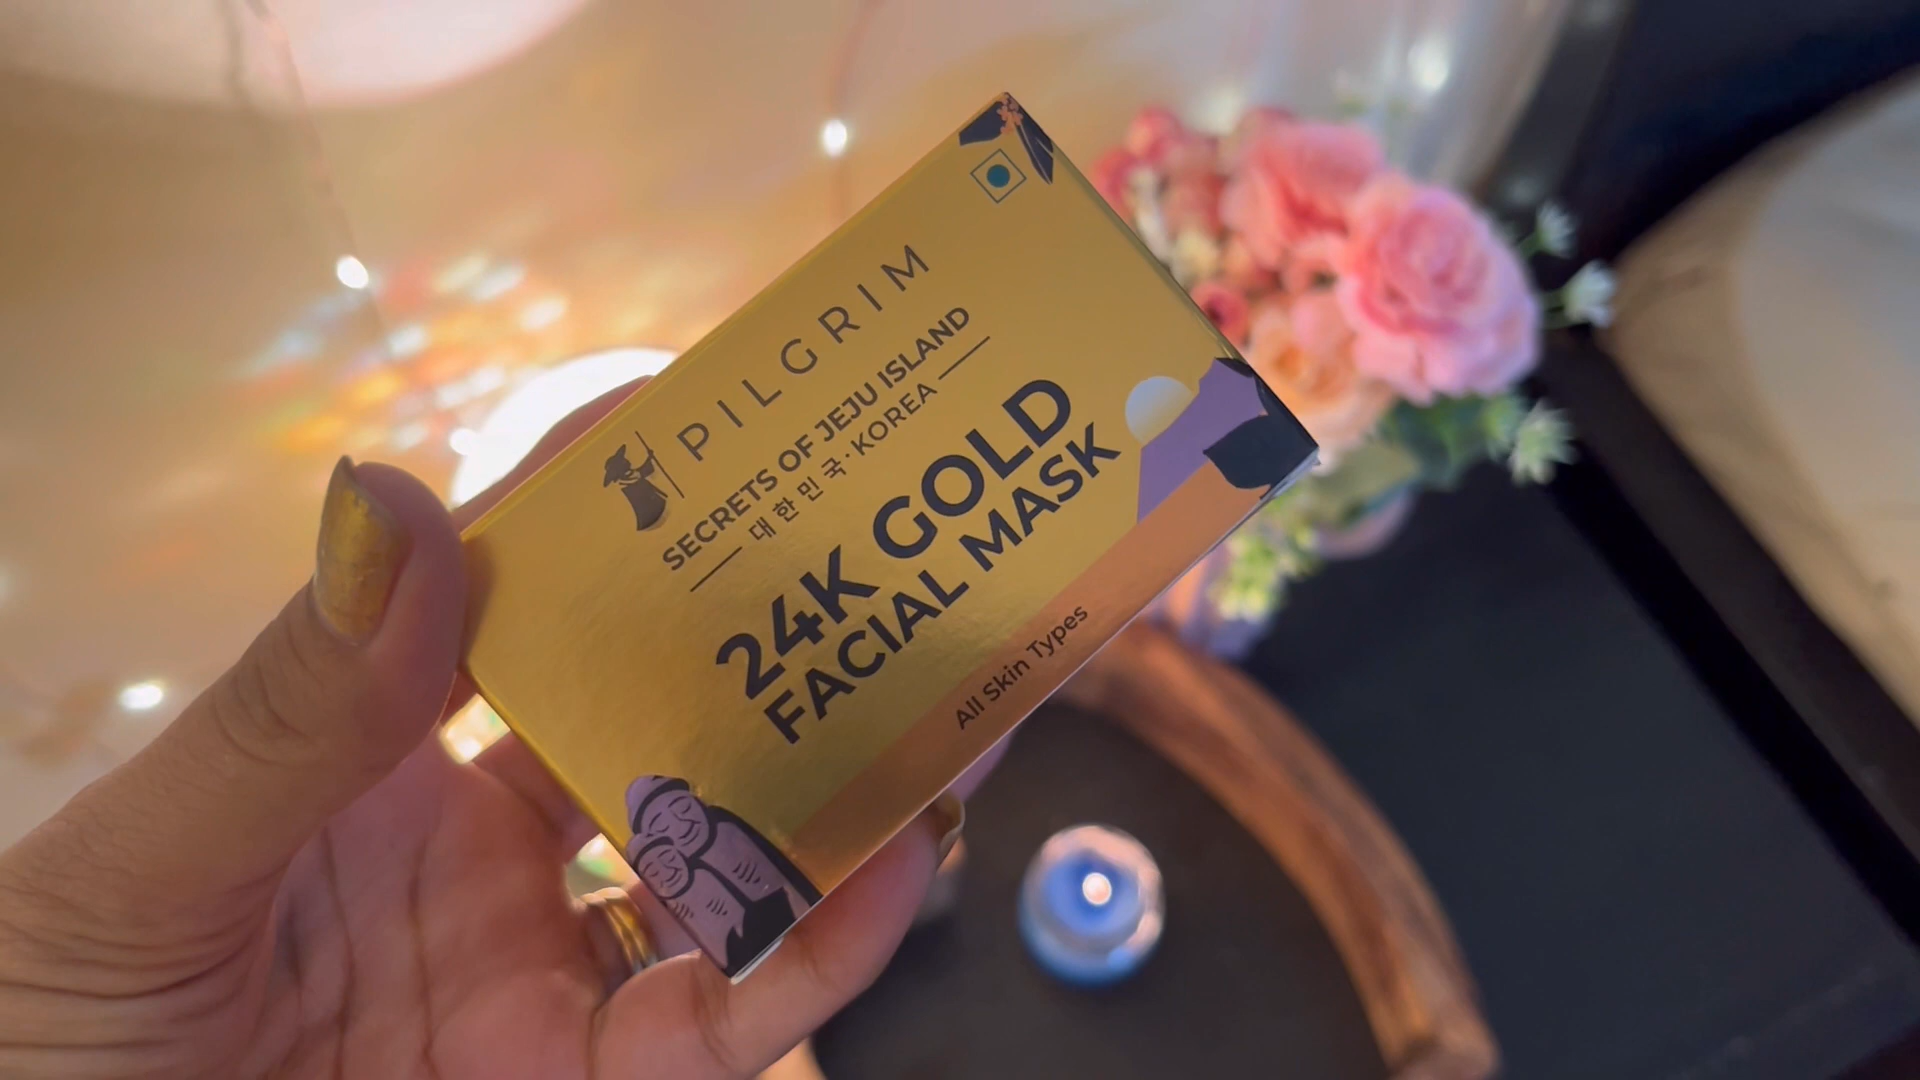 PILGRIM
SECRETS OF JEJU ISLAND
대한민국·KOREA
24K GOLD
FACIAL MASK
All Skin Types